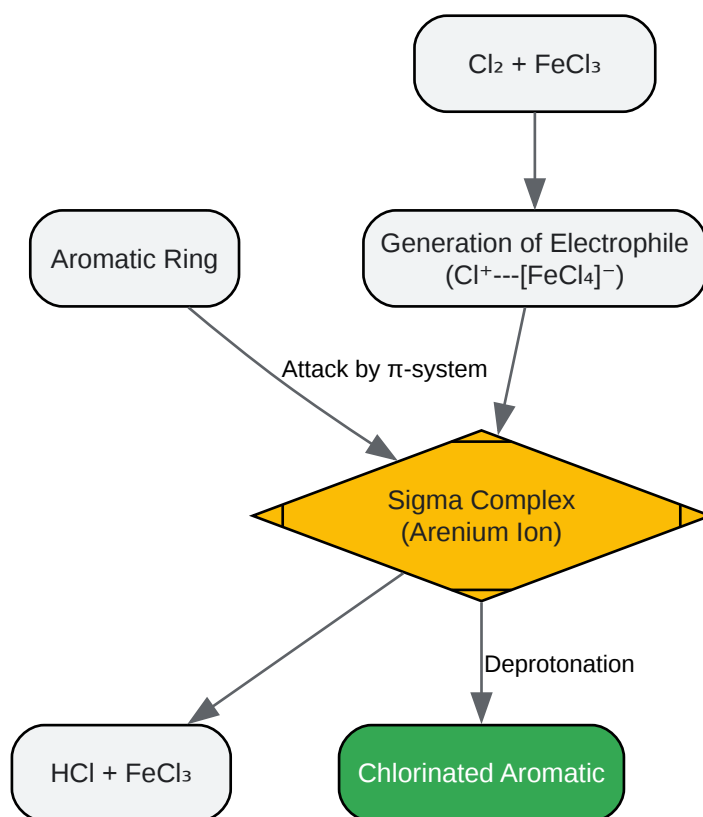 Cl₂ + FeCl₃
Aromatic Ring
Generation of Electrophile
(Cl⁺---[FeCl₄]⁻)
Attack by π-system
Sigma Complex
(Arenium Ion)
Deprotonation
HCl + FeCl₃
Chlorinated Aromatic